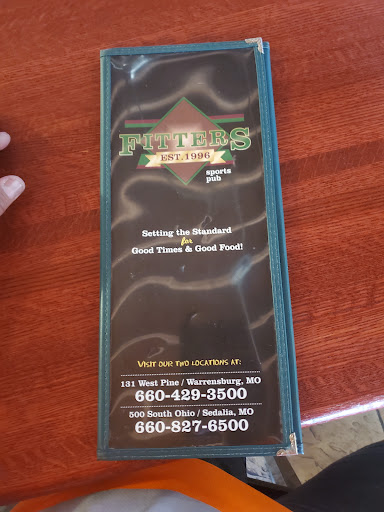 FITTERS
EST. 1996
sports
pub
Setting the Standard
for
Good Times & Good Food!
VISIT OUR TWO LOCATIONS AT:
131 West Pine / Warrensburg, MO
660-429-3500
500 South Ohio / Sedalia, MO
660-827-6500